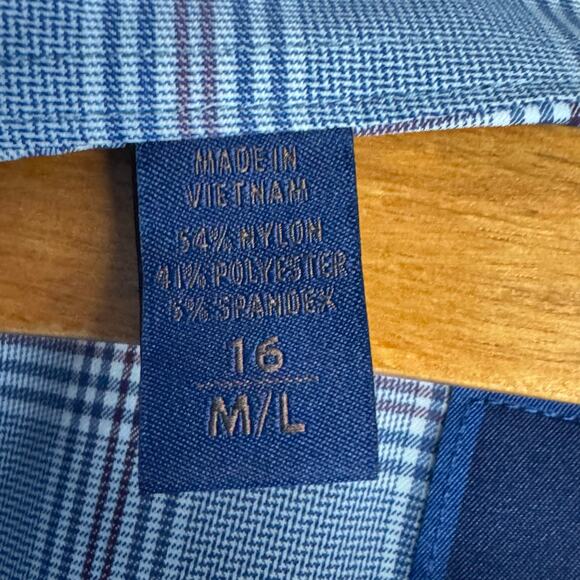 MADE IN
VIETNAM
54% NYLON
41% POLYESTER
5% SPANDEX
16
M/L